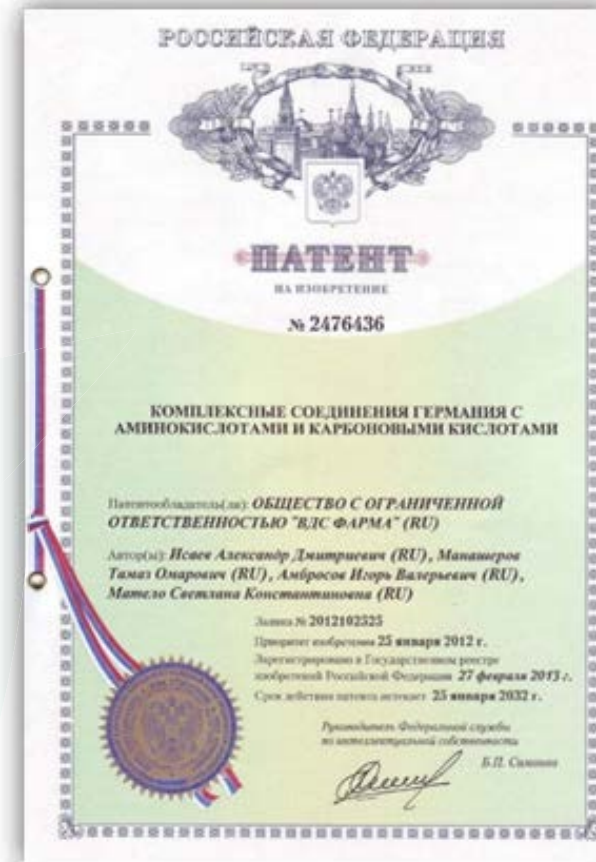 РОССИЙСКАЯ ФЕДЕРАЦИЯ
ПАТЕНТ
НА ИЗОБРЕТЕНИЕ
№ 2476436
КОМПЛЕКСНЫЕ СОЕДИНЕНИЯ ГЕРМАНИЯ С
АМИНОКИСЛОТАМИ И КАРБОНОВЫМИ КИСЛОТАМИ
Патентообладатель(ли): ОБЩЕСТВО С ОГРАНИЧЕННОЙ
ОТВЕТСТВЕННОСТЬЮ "ВДС ФАРМА" (RU)
Автор(ы): Исаев Александр Дмитриевич (RU), Манашеров
Тамаз Омарович (RU), Амбросов Игорь Валерьевич (RU),
Матело Светлана Константиновна (RU)
Заявка № 2012102325
Приоритет изобретения 25 января 2012 г.
Зарегистрировано в Государственном реестре
изобретений Российской Федерации 27 февраля 2013 г.
Срок действия патента истекает 25 января 2032 г.
Руководитель Федеральной службы
по интеллектуальной собственности
Б.П. Симонов